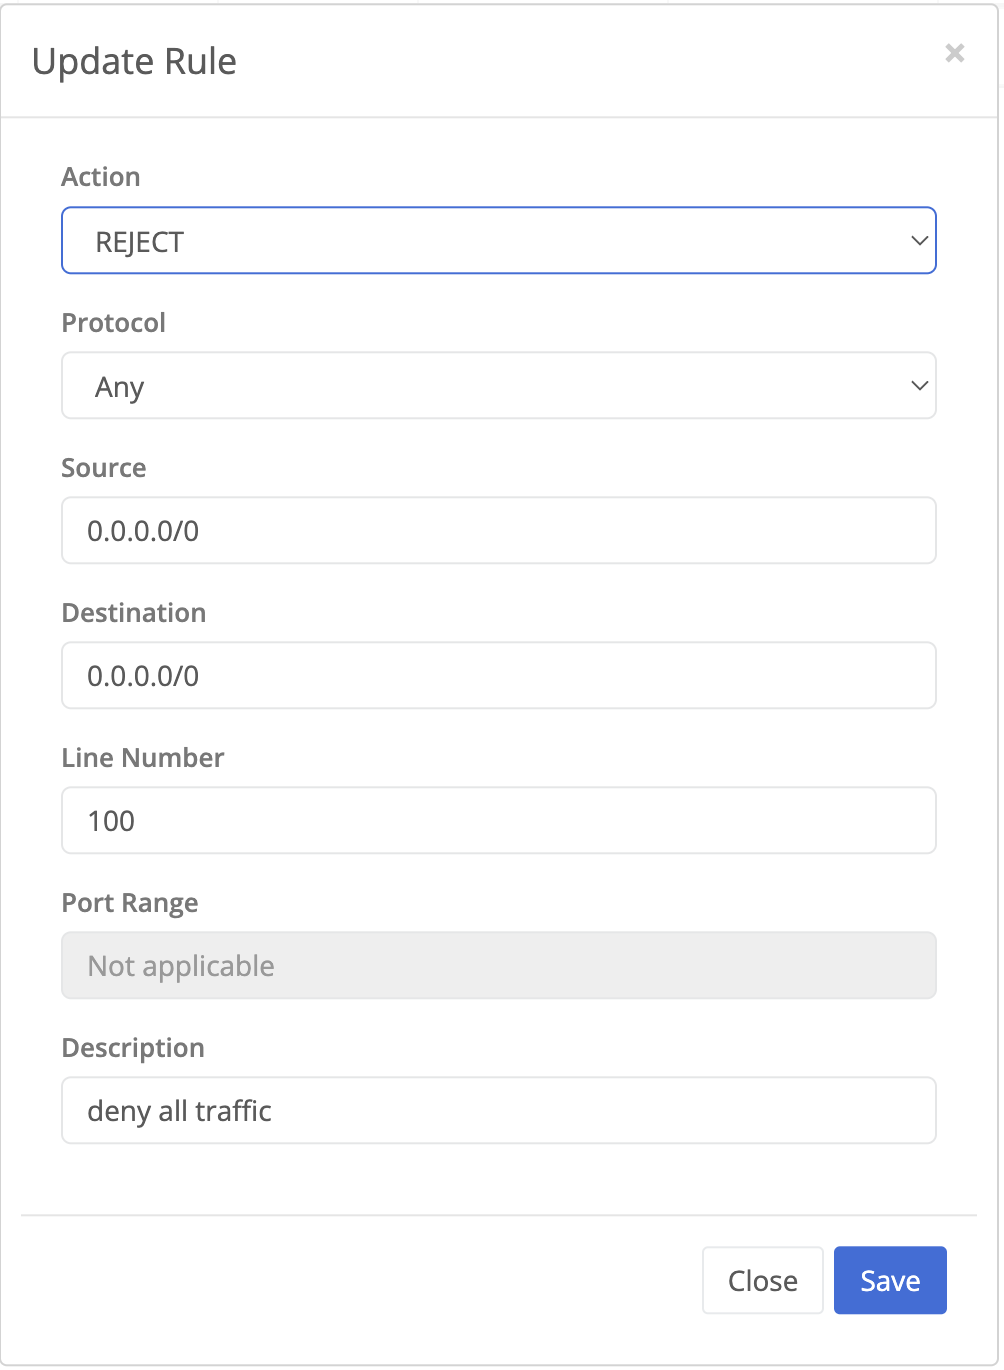 Update Rule
×
Action
REJECT
Protocol
Any
Source
0.0.0.0/0
Destination
0.0.0.0/0
Line Number
100
Port Range
Not applicable
Description
deny all traffic
Close Save